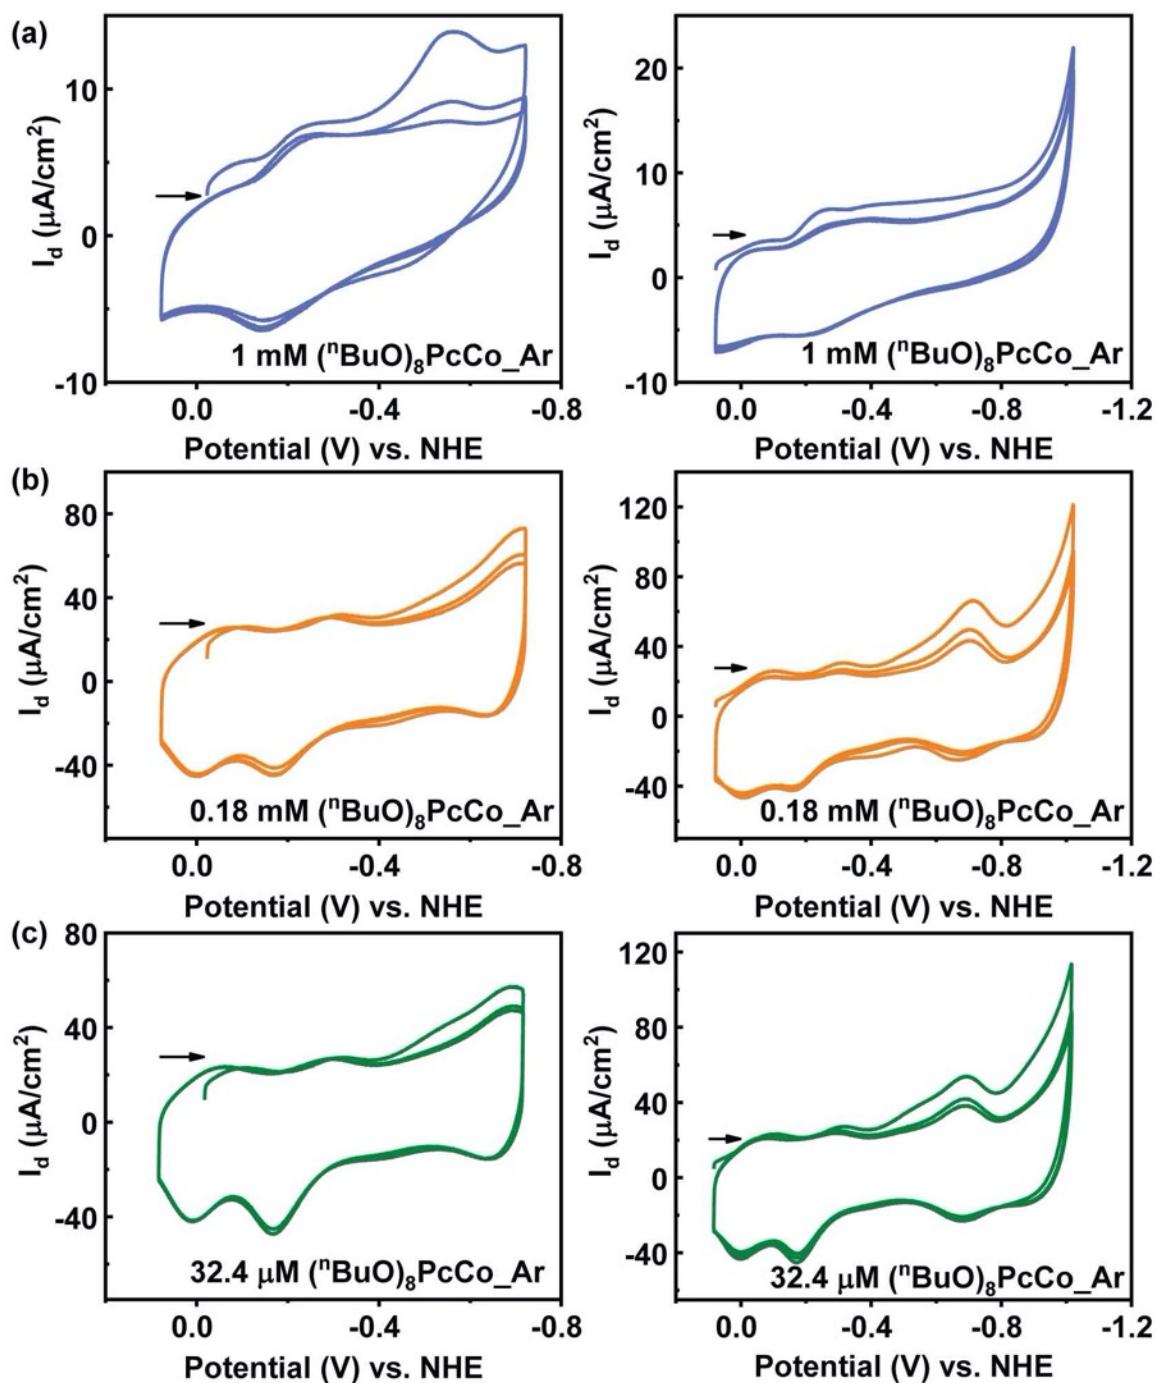 (a)
10
0
-10
I_d (μA/cm²)
1 mM (ⁿBuO)₈PcCo_Ar
0.0 -0.4 -0.8
Potential (V) vs. NHE
20
10
0
-10
I_d (μA/cm²)
1 mM (ⁿBuO)₈PcCo_Ar
0.0 -0.4 -0.8 -1.2
Potential (V) vs. NHE
(b)
80
40
0
-40
I_d (μA/cm²)
0.18 mM (ⁿBuO)₈PcCo_Ar
0.0 -0.4 -0.8
Potential (V) vs. NHE
120
80
40
0
-40
I_d (μA/cm²)
0.18 mM (ⁿBuO)₈PcCo_Ar
0.0 -0.4 -0.8 -1.2
Potential (V) vs. NHE
(c)
80
40
0
-40
I_d (μA/cm²)
32.4 μM (ⁿBuO)₈PcCo_Ar
0.0 -0.4 -0.8
Potential (V) vs. NHE
120
80
40
0
-40
I_d (μA/cm²)
32.4 μM (ⁿBuO)₈PcCo_Ar
0.0 -0.4 -0.8 -1.2
Potential (V) vs. NHE